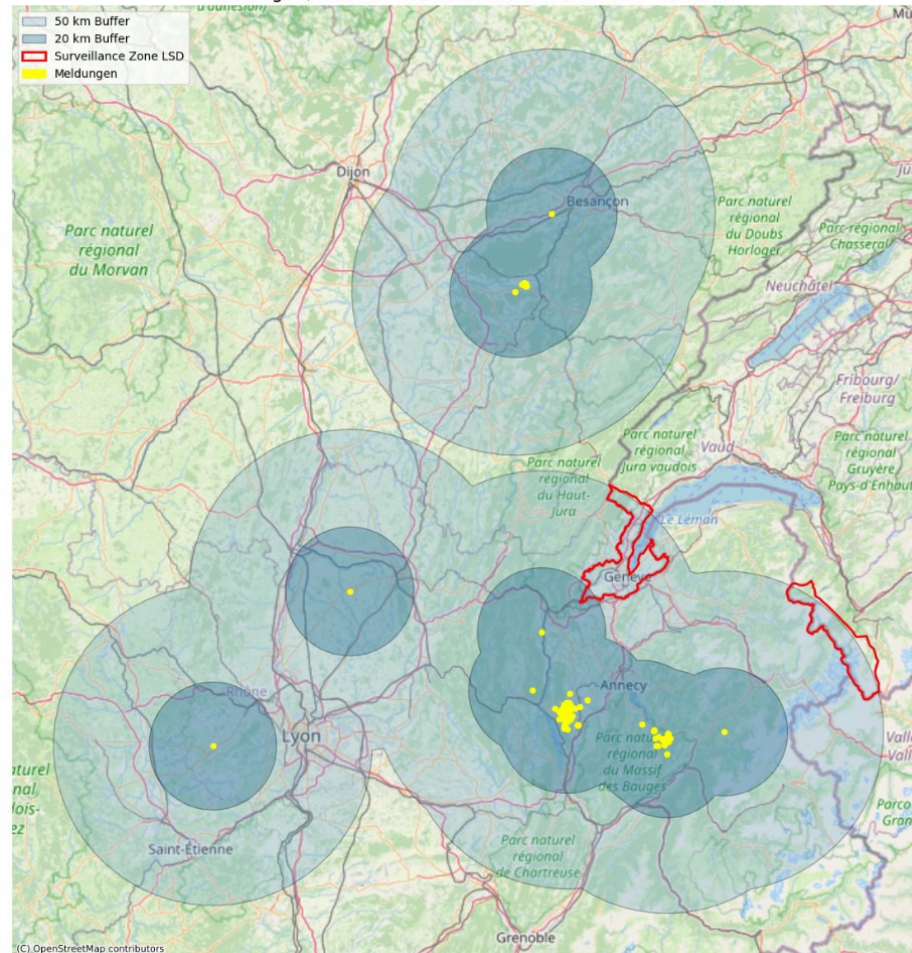 50 km Buffer
20 km Buffer
Surveillance Zone LSD
Meldungen
Dijon
Besançon
Parc naturel
régional
du Morvan
Parc naturel
régional
du Doubs
Horloger
Parc régional
Chasseral
Neuchâtel
Fribourg/
Freiburg
Vaud
Parc naturel
régional
Jura vaudois
Parc naturel
régional
Gruyère
Pays-d'Enhaut
Parc naturel
régional
du Haut-
Jura
Le Léman
Genève
Rhône
Annecy
Lyon
Parc naturel
régional
du Massif
des Bauges
Saint-Étienne
Parc naturel
régional
de Chartreuse
Grenoble
(C) OpenStreetMap contributors